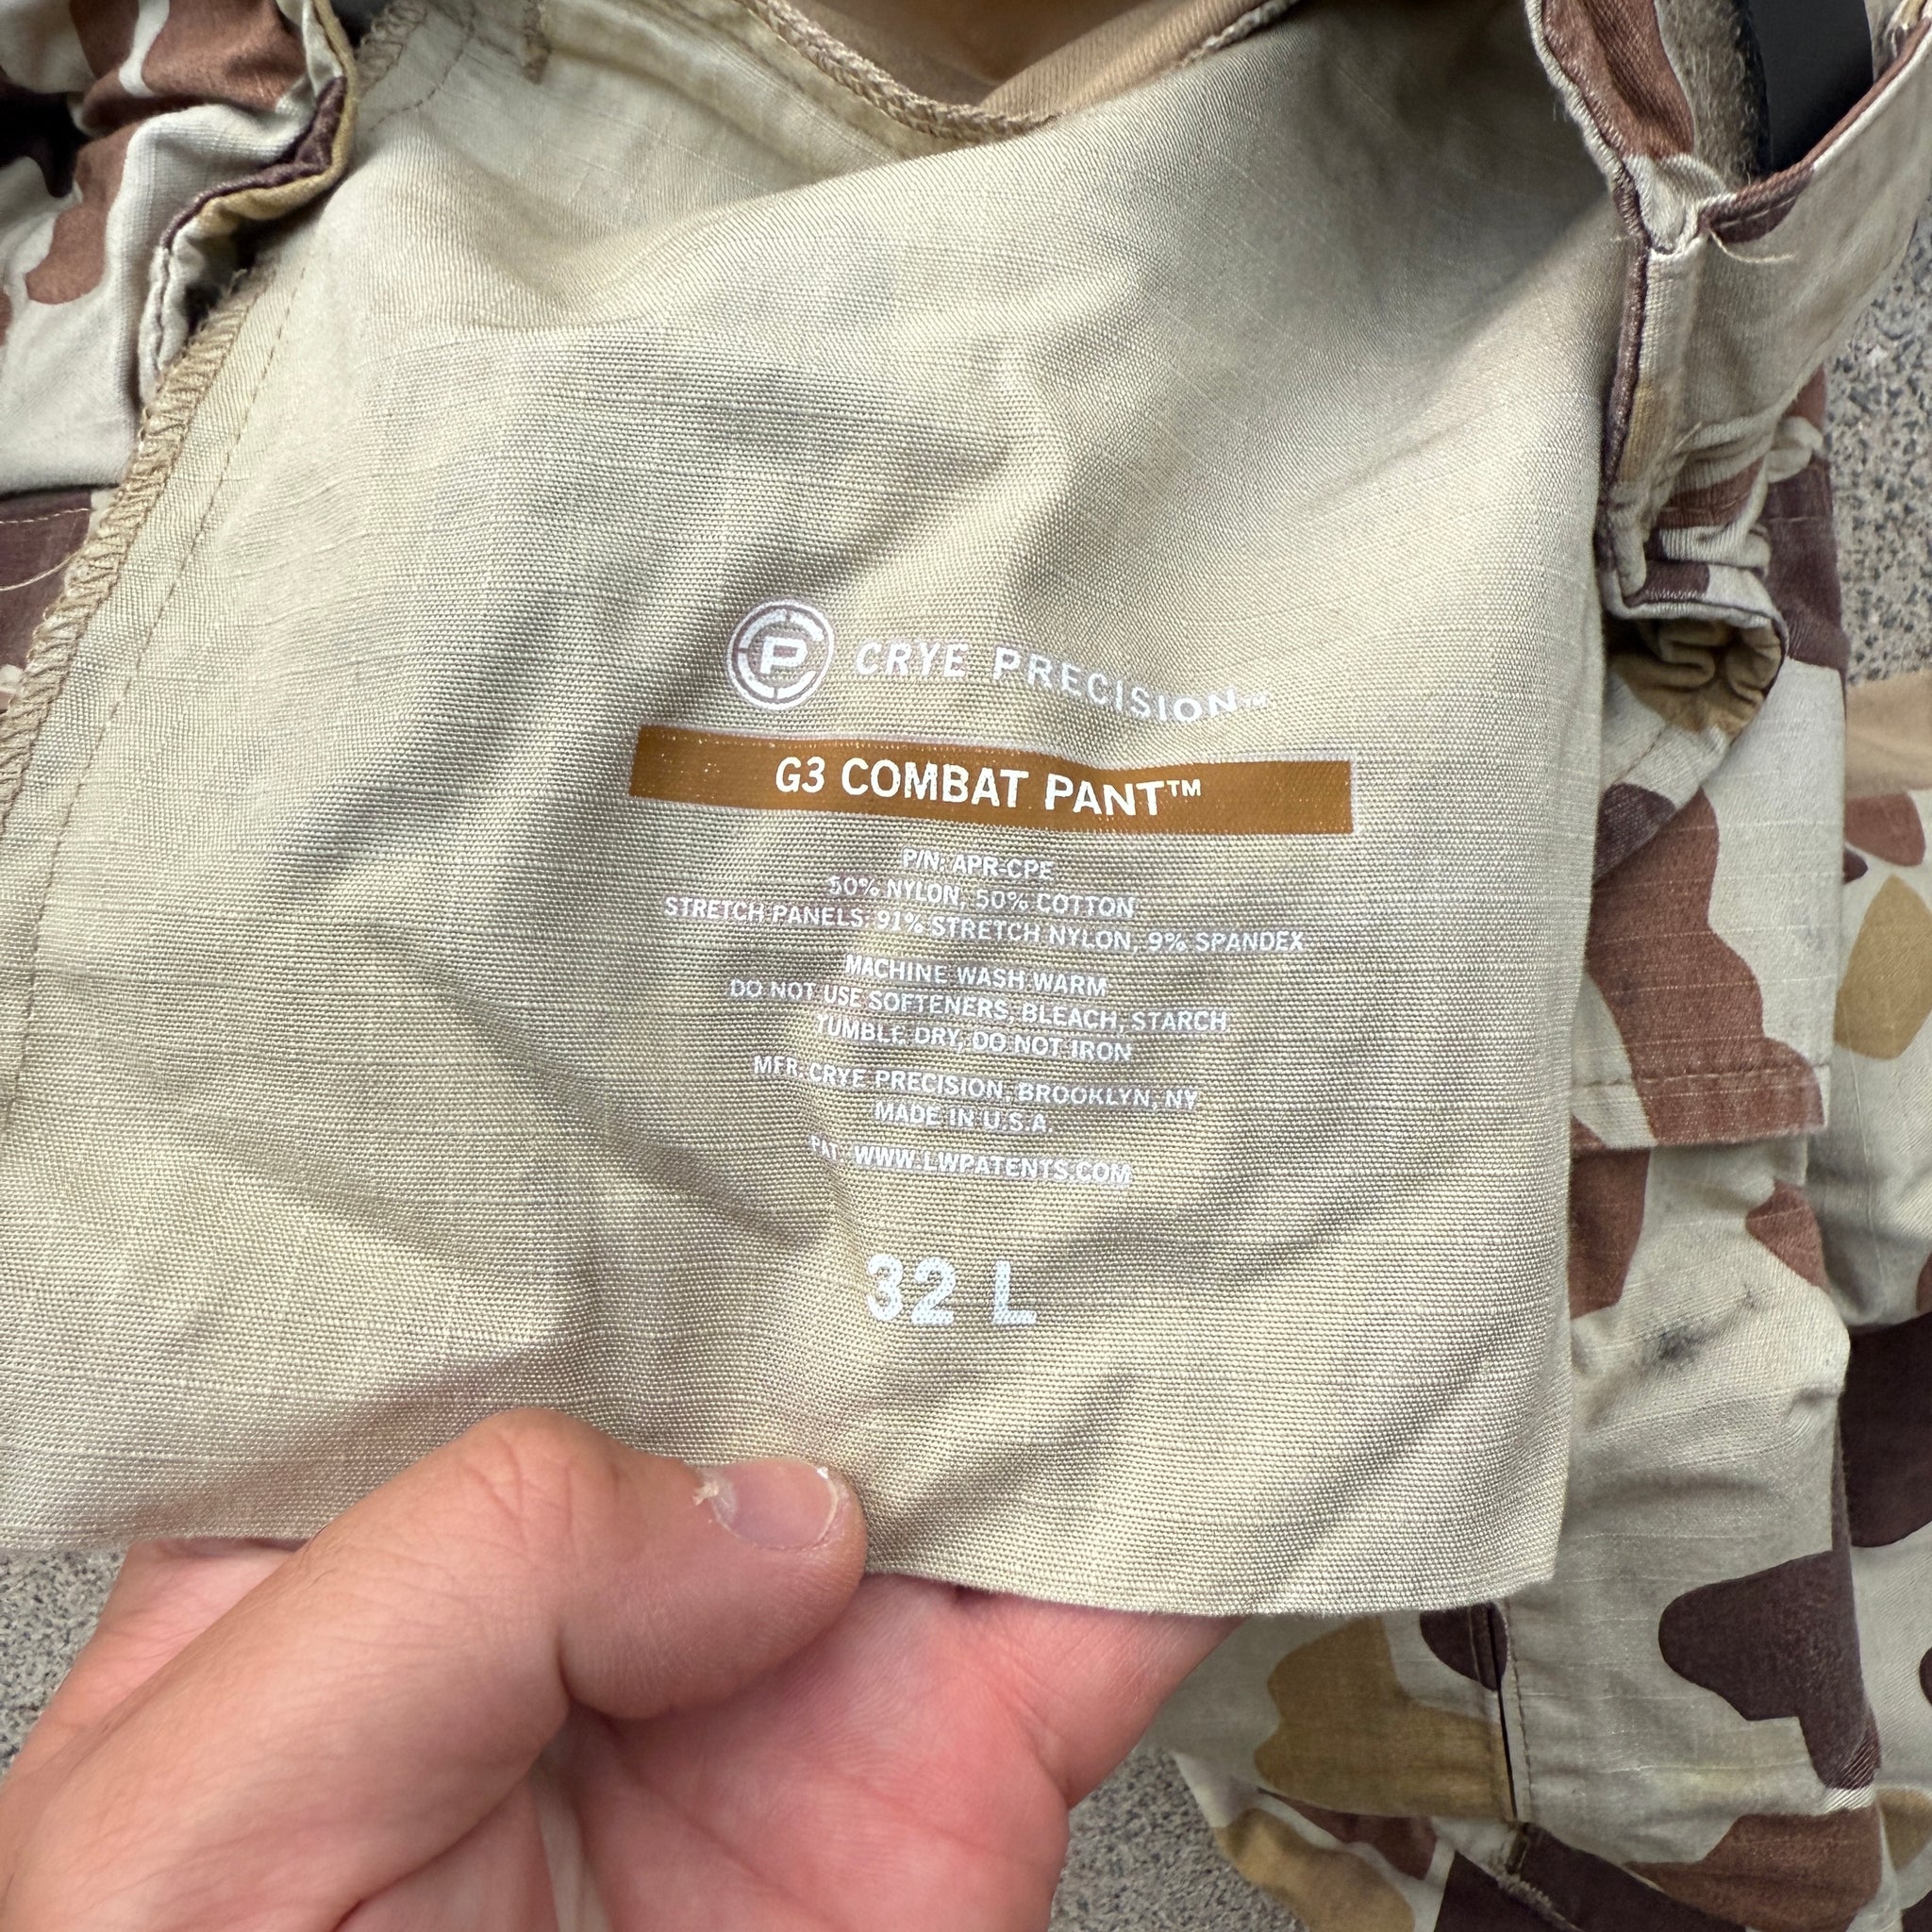 CP CRYE PRECISION™
G3 COMBAT PANT™
P/N: APR-CPE
50% NYLON, 50% COTTON
STRETCH PANELS: 91% STRETCH NYLON, 9% SPANDEX
MACHINE WASH WARM
DO NOT USE SOFTENERS, BLEACH, STARCH
TUMBLE DRY, DO NOT IRON
MFR. CRYE PRECISION, BROOKLYN, NY
MADE IN U.S.A.
PAT. WWW.LWPATENTS.COM
32 L